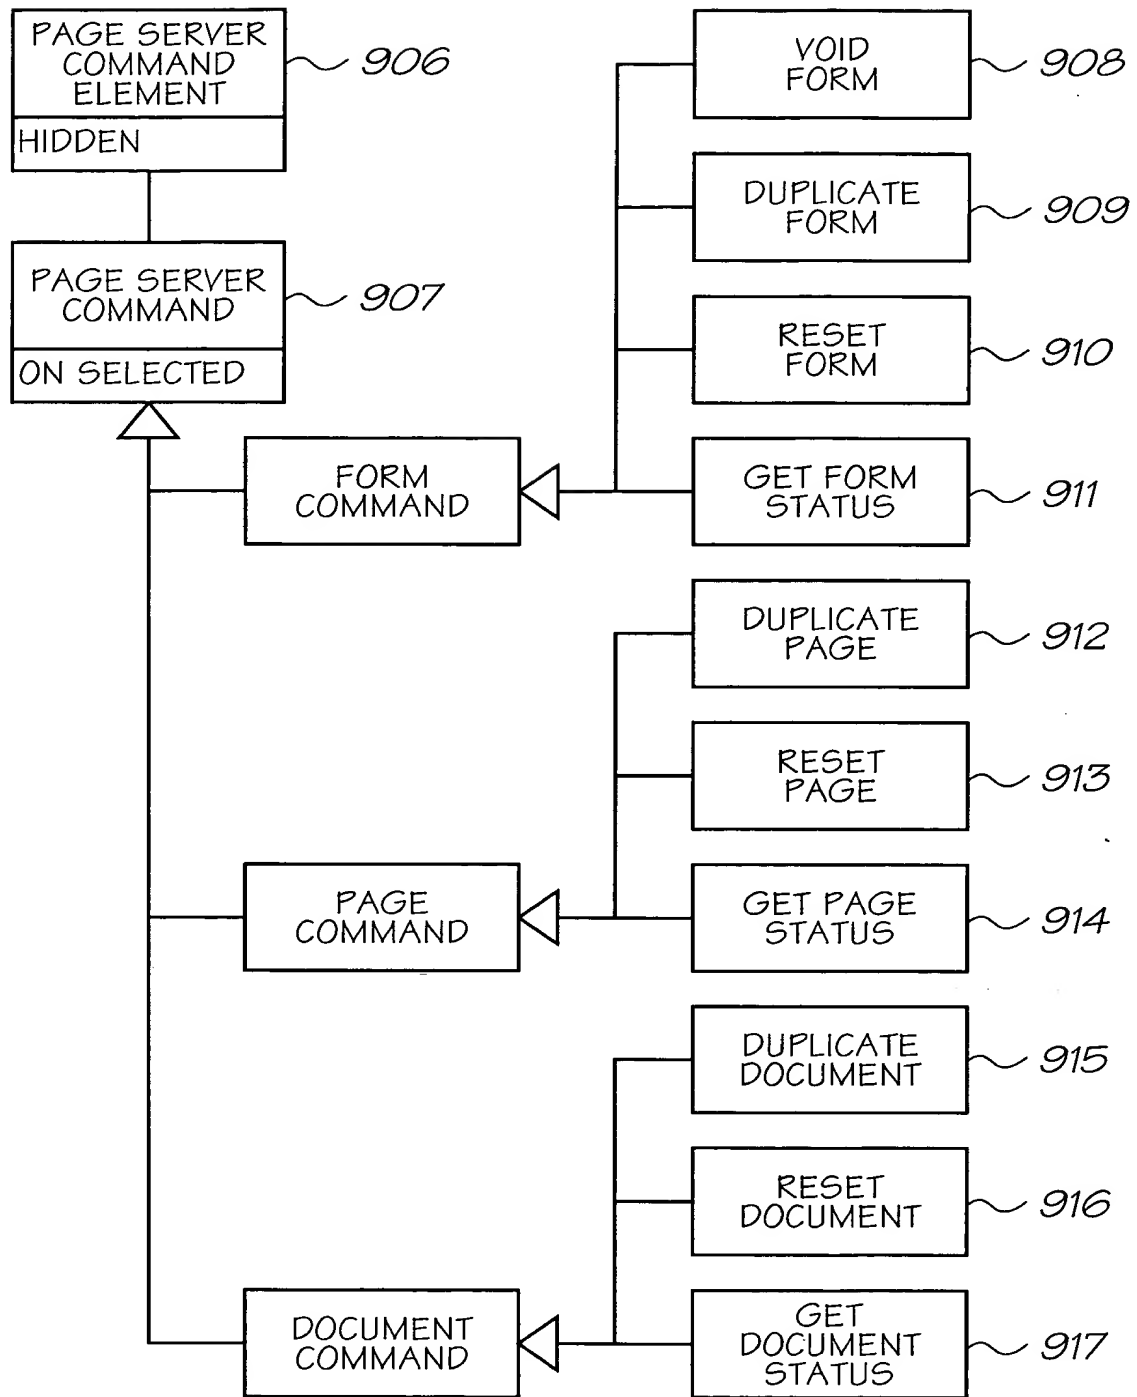 PAGE SERVER
COMMAND
ELEMENT
906
HIDDEN
PAGE SERVER
COMMAND
907
ON SELECTED
FORM
COMMAND
VOID
FORM
908
DUPLICATE
FORM
909
RESET
FORM
910
GET FORM
STATUS
911
PAGE
COMMAND
DUPLICATE
PAGE
912
RESET
PAGE
913
GET PAGE
STATUS
914
DOCUMENT
COMMAND
DUPLICATE
DOCUMENT
915
RESET
DOCUMENT
916
GET
DOCUMENT
STATUS
917